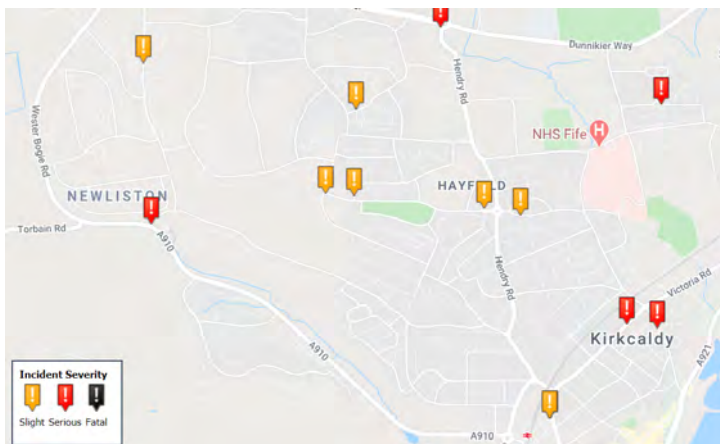 Dunnikier Way
Hendry Rd
Wester Bogie Rd
NHS Fife
H
NEWLISTON
HAYFIELD
Torbain Rd
A910
Hendry Rd
Victoria Rd
Kirkcaldy
A910
A921
Incident Severity
Slight Serious Fatal
A910